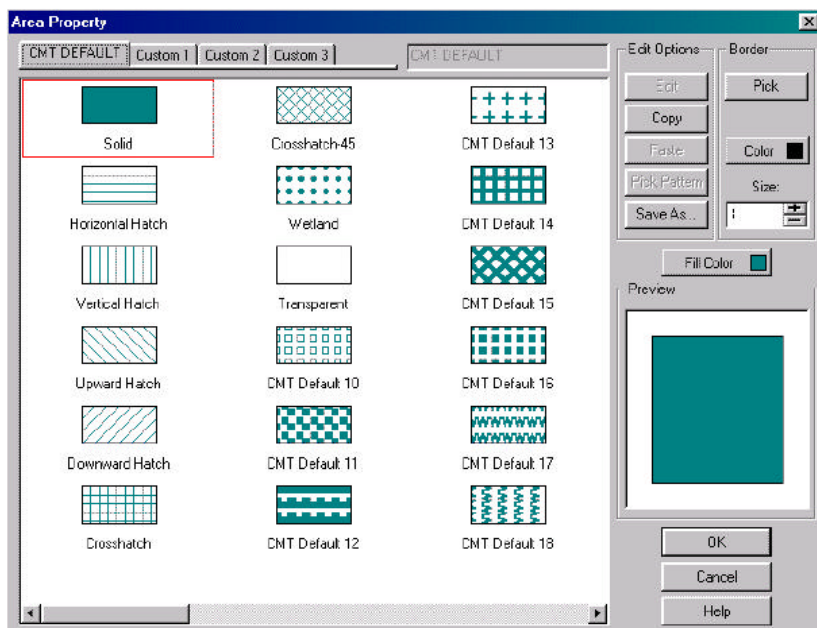 Area Property
CMT DEFAULT Custom 1 Custom 2 Custom 3 CMT DEFAULT
Solid Crosshatch-45 CMT Default 13
Horizontal Hatch Wetland CMT Default 14
Vertical Hatch Transparent CMT Default 15
Upward Hatch CMT Default 10 CMT Default 16
Downward Hatch CMT Default 11 CMT Default 17
Crosshatch CMT Default 12 CMT Default 18
Edit Options
Edit
Copy
Paste
Pick Pattern
Save As...
Border
Pick
Color
Size:
1
Fill Color
Preview
OK
Cancel
Help